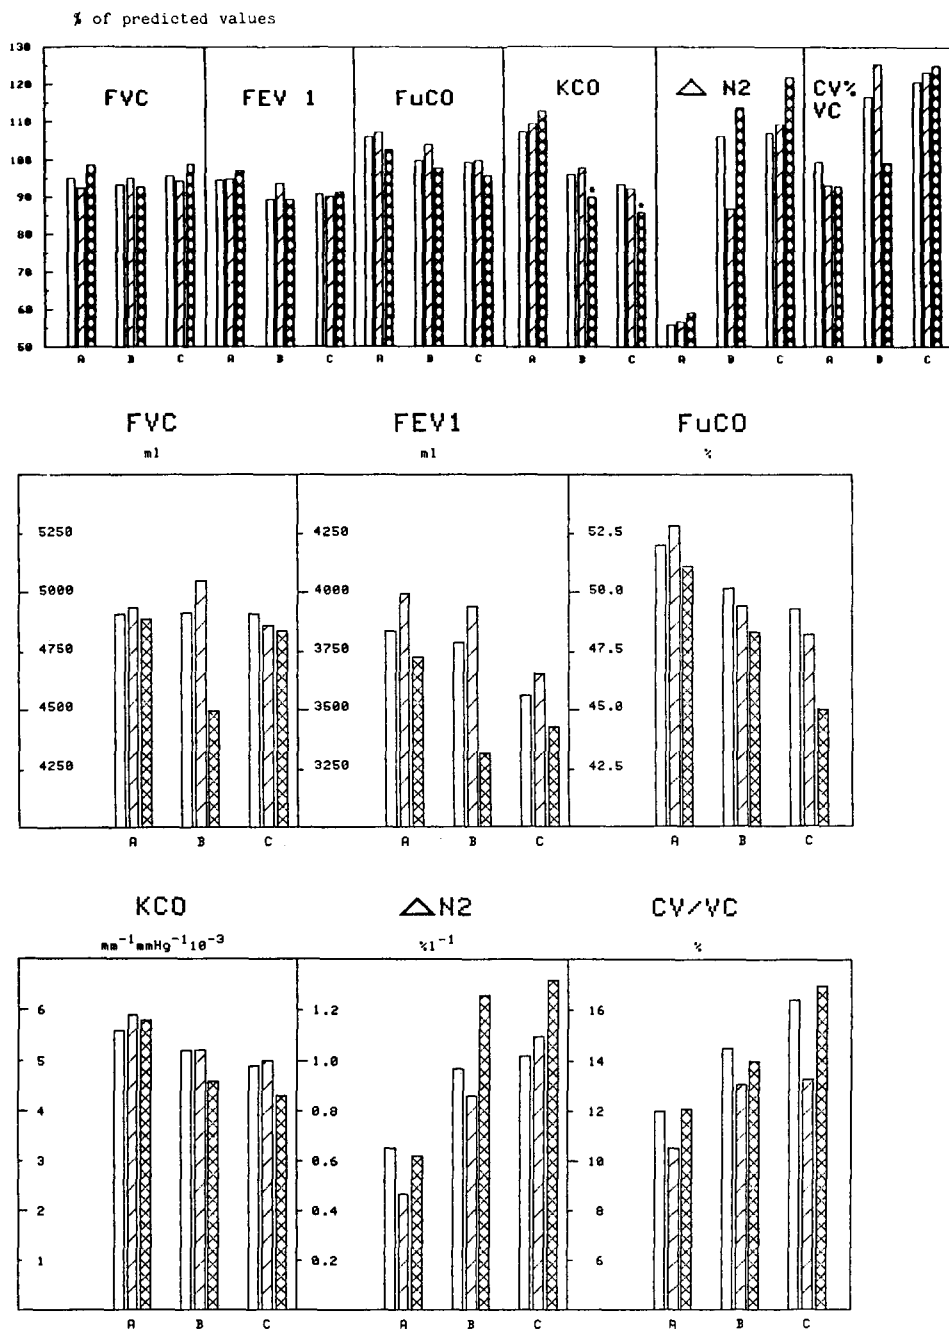 % of predicted values
130
120
110
100
90
80
70
60
50
FVC
FEV 1
FuCO
KCO
△ N2
CV%
VC
A B C A B C A B C A B C A B C A B C
FVC
ml
5250
5000
4750
4500
4250
A B C
FEV1
ml
4250
4000
3750
3500
3250
A B C
FuCO
%
52.5
50.0
47.5
45.0
42.5
A B C
KCO
mm⁻¹mmHg⁻¹10⁻³
6
5
4
3
2
1
A B C
△N2
%l⁻¹
1.2
1.0
0.8
0.6
0.4
0.2
A B C
CV/VC
%
16
14
12
10
8
6
A B C